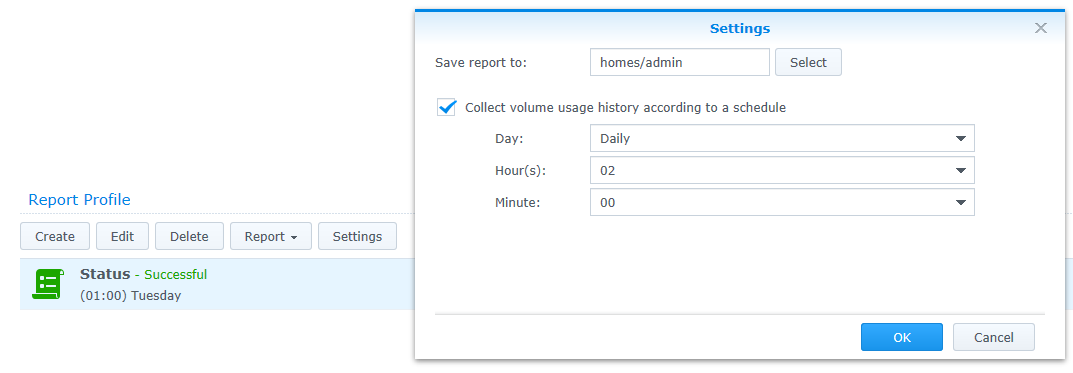 Settings
Save report to: homes/admin Select
Collect volume usage history according to a schedule
Day: Daily
Hour(s): 02
Minute: 00
OK Cancel
Report Profile
Create Edit Delete Report Settings
Status - Successful
(01:00) Tuesday